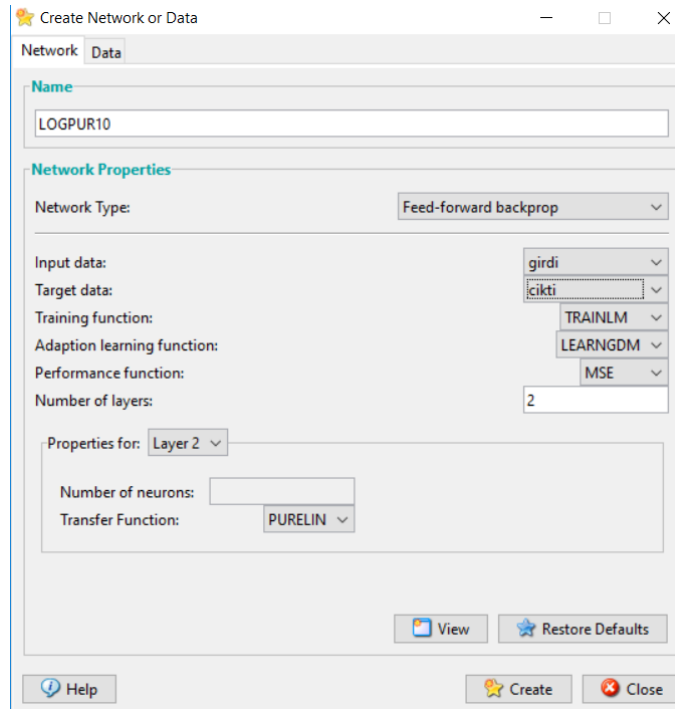 Create Network or Data
Network Data
Name
LOGPUR10
Network Properties
Network Type: Feed-forward backprop
Input data: girdi
Target data: cikti
Training function: TRAINLM
Adaption learning function: LEARNGDM
Performance function: MSE
Number of layers: 2
Properties for: Layer 2
Number of neurons:
Transfer Function: PURELIN
View Restore Defaults
Help Create Close